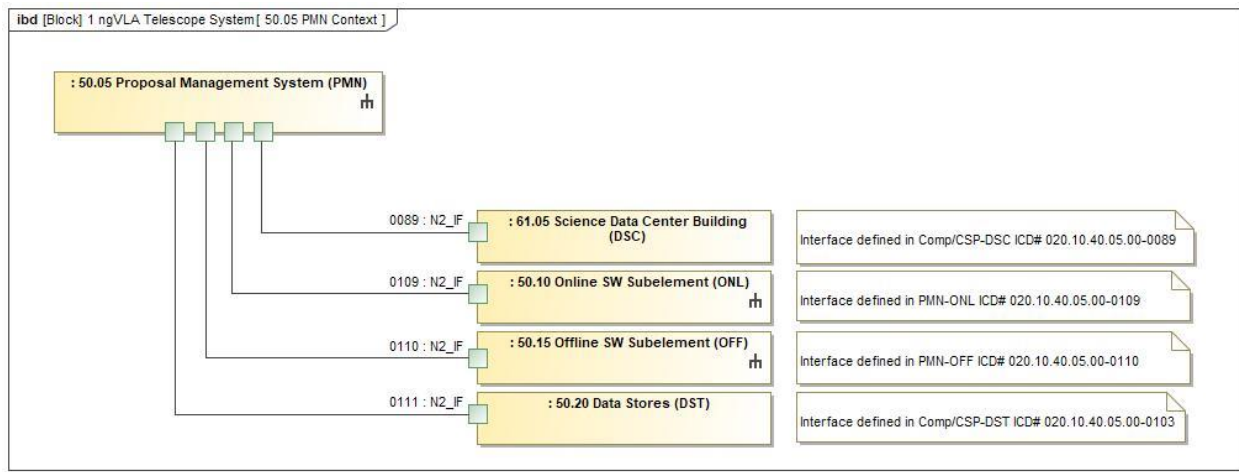 ibd [Block] 1 ngVLA Telescope System[ 50.05 PMN Context ]
: 50.05 Proposal Management System (PMN)
0089 : N2_IF
: 61.05 Science Data Center Building
(DSC)
Interface defined in Comp/CSP-DSC ICD# 020.10.40.05.00-0089
0109 : N2_IF
: 50.10 Online SW Subelement (ONL)
Interface defined in PMN-ONL ICD# 020.10.40.05.00-0109
0110 : N2_IF
: 50.15 Offline SW Subelement (OFF)
Interface defined in PMN-OFF ICD# 020.10.40.05.00-0110
0111 : N2_IF
: 50.20 Data Stores (DST)
Interface defined in Comp/CSP-DST ICD# 020.10.40.05.00-0103